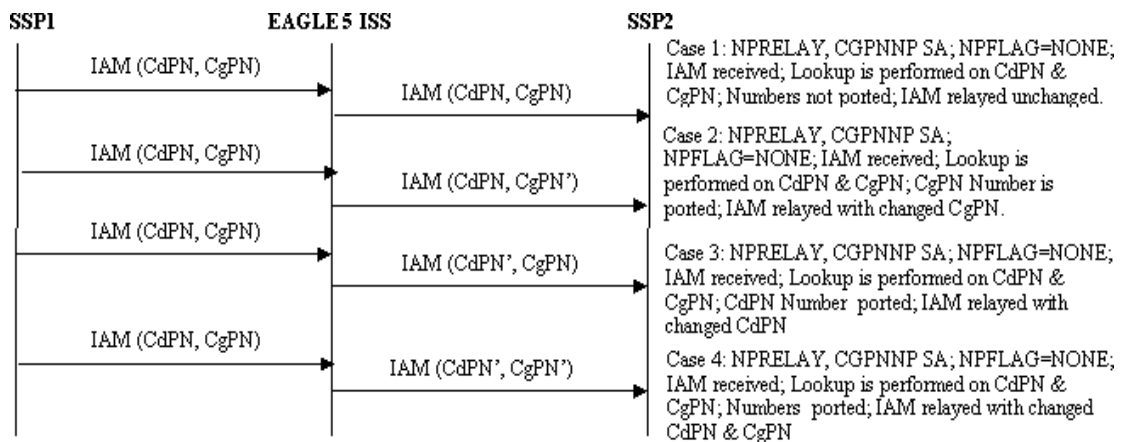 SSP1 EAGLE 5 ISS SSP2
IAM (CdPN, CgPN)
IAM (CdPN, CgPN)
Case 1: NPRELAY, CGPNNP SA; NPFLAG=NONE;
IAM received; Lookup is performed on CdPN &
CgPN; Numbers not ported; IAM relayed unchanged.
IAM (CdPN, CgPN)
IAM (CdPN, CgPN’)
Case 2: NPRELAY, CGPNNP SA;
NPFLAG=NONE; IAM received; Lookup is
performed on CdPN & CgPN; CgPN Number is
ported; IAM relayed with changed CgPN.
IAM (CdPN, CgPN)
IAM (CdPN’, CgPN)
Case 3: NPRELAY, CGPNNP SA; NPFLAG=NONE;
IAM received; Lookup is performed on CdPN &
CgPN; CdPN Number ported; IAM relayed with
changed CdPN
IAM (CdPN, CgPN)
IAM (CdPN’, CgPN’)
Case 4: NPRELAY, CGPNNP SA; NPFLAG=NONE;
IAM received; Lookup is performed on CdPN &
CgPN; Numbers ported; IAM relayed with changed
CdPN & CgPN